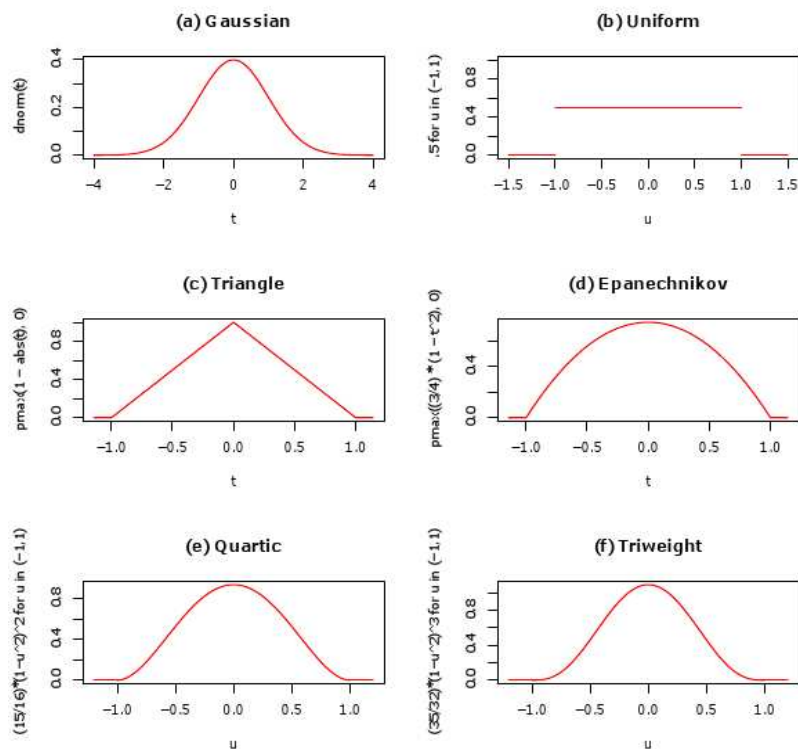 (a) Gaussian
dnorm(t)
0.0 0.2 0.4
−4 −2 0 2 4
t
(b) Uniform
.5 for u in (−1,1)
0.0 0.4 0.8
−1.5 −1.0 −0.5 0.0 0.5 1.0 1.5
u
(c) Triangle
pmax(1 − abs(t), 0)
0.0 0.4 0.8
−1.0 −0.5 0.0 0.5 1.0
t
(d) Epanechnikov
pmax((3/4) * (1 − t^2), 0)
0.0 0.4
−1.0 −0.5 0.0 0.5 1.0
t
(e) Quartic
(15/16)*(1−u^2)^2 for u in (−1,1)
0.0 0.4 0.8
−1.0 −0.5 0.0 0.5 1.0
u
(f) Triweight
(35/32)*(1−u^2)^3 for u in (−1,1)
0.0 0.4 0.8
−1.0 −0.5 0.0 0.5 1.0
u